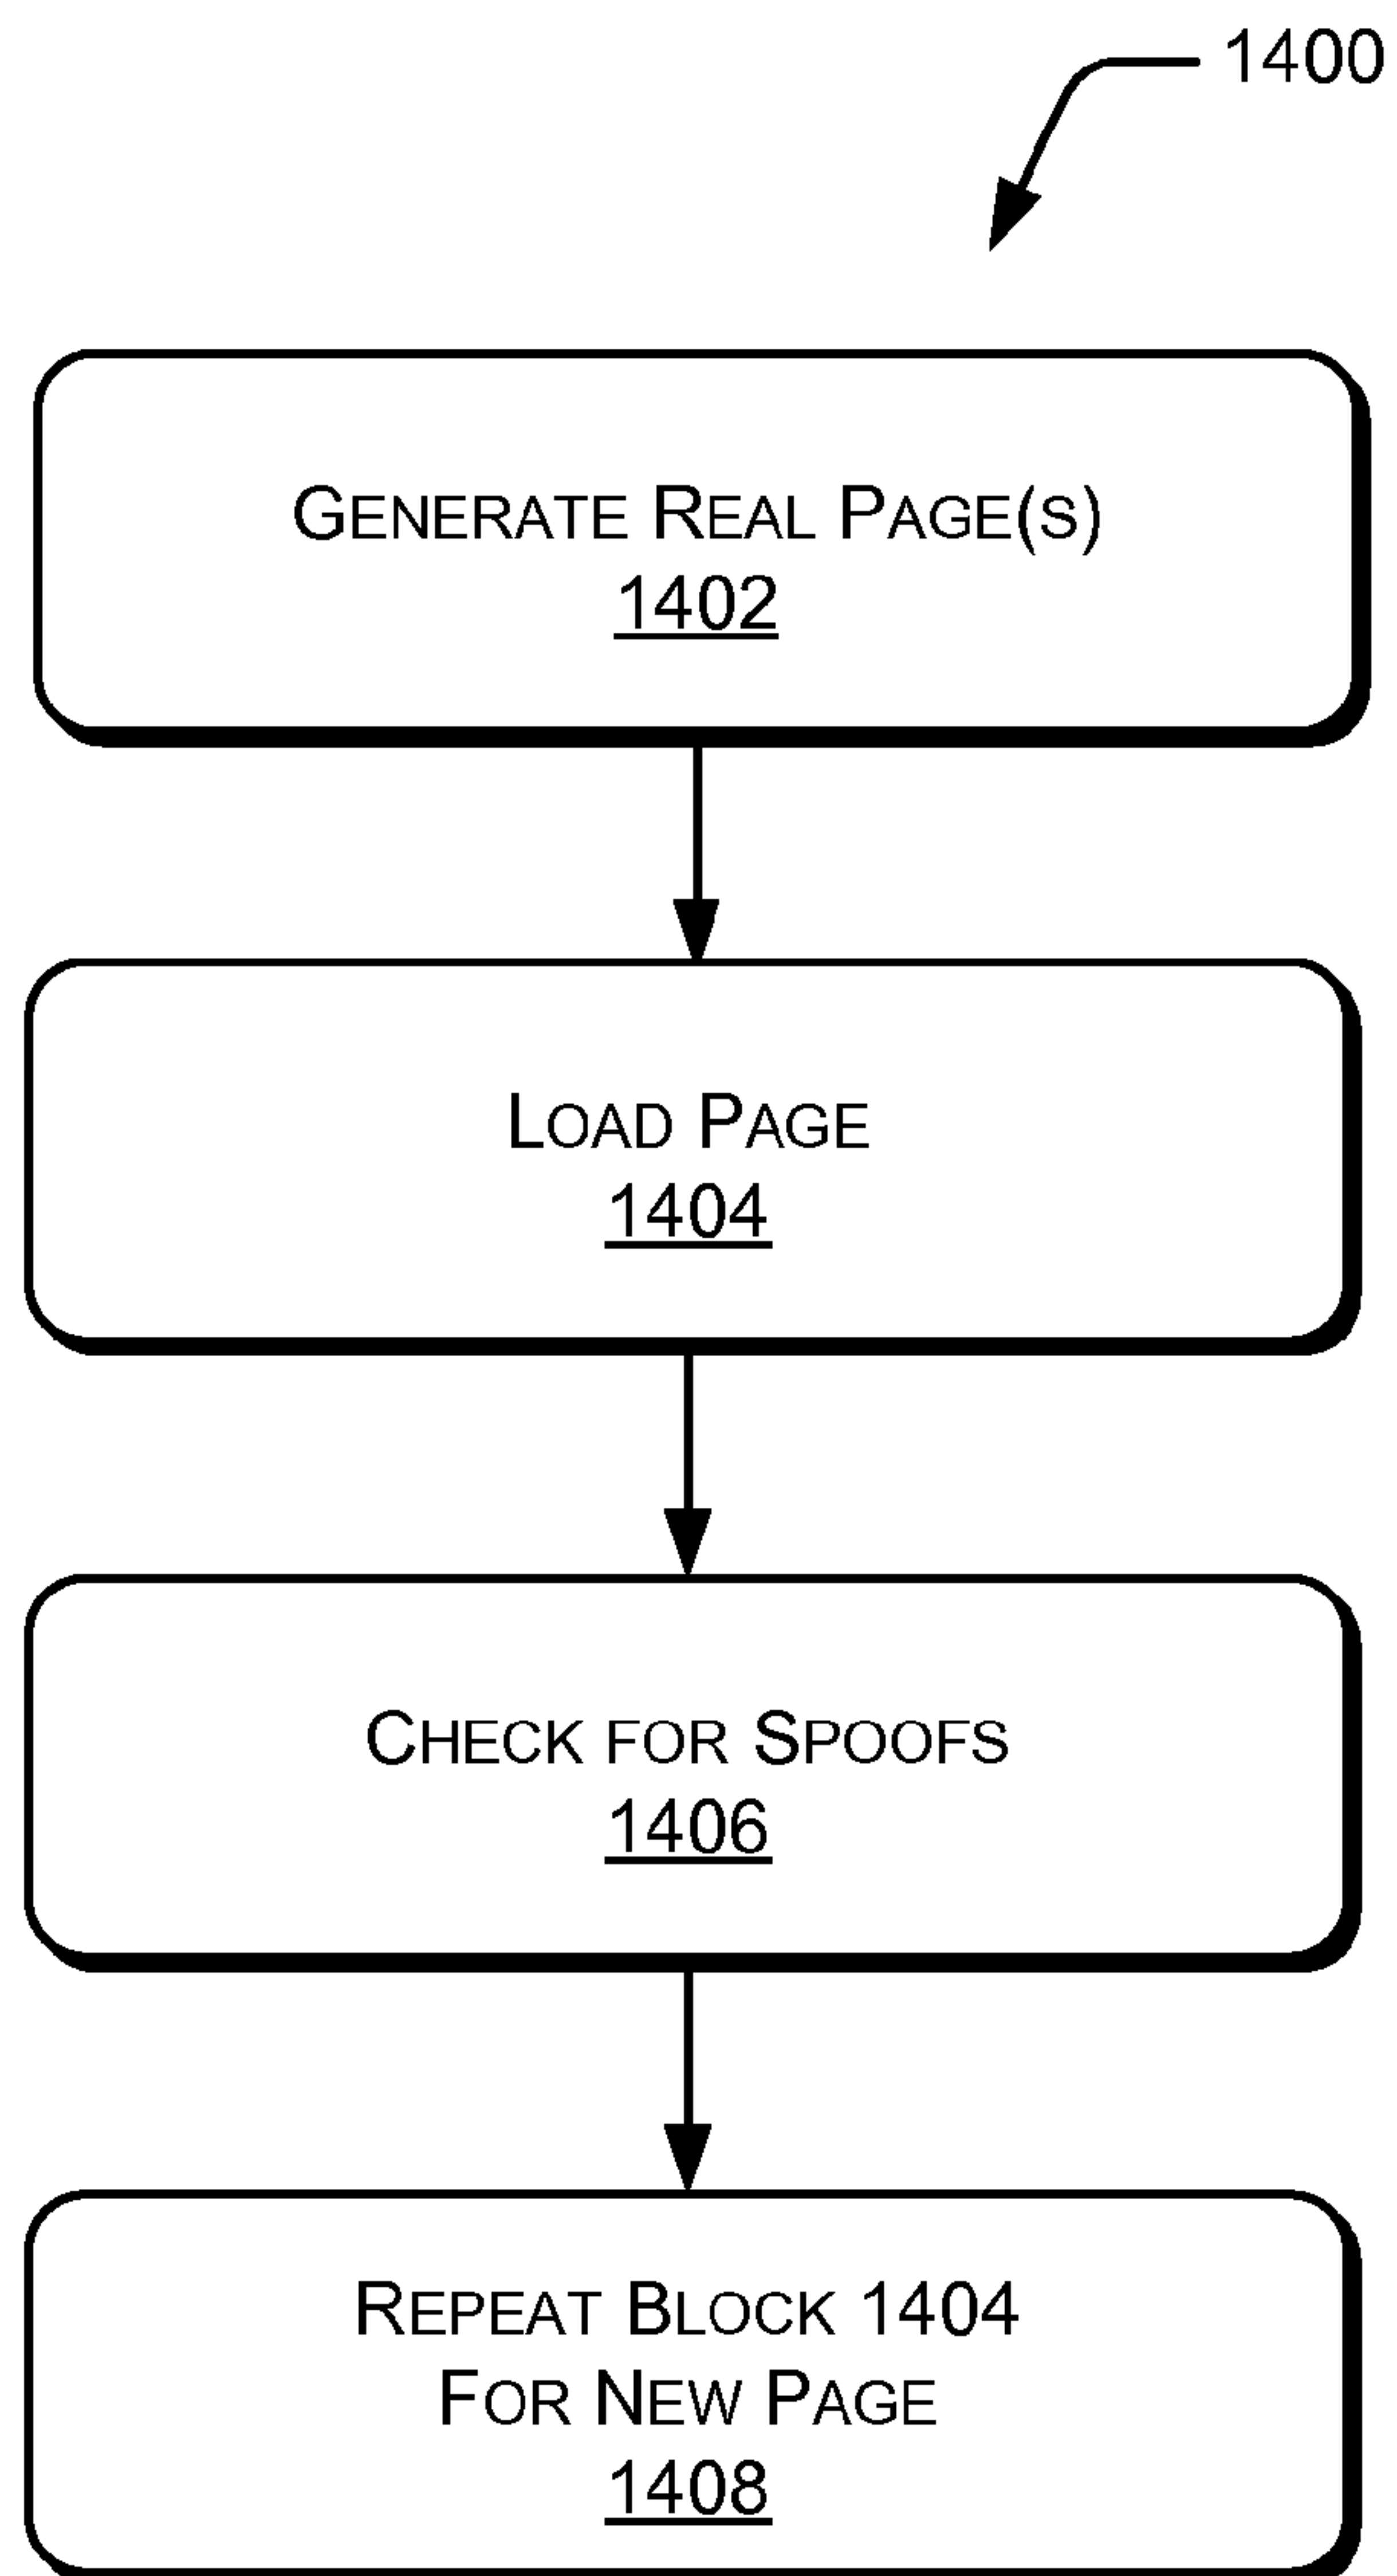 1400
GENERATE REAL PAGE(S)
1402
LOAD PAGE
1404
CHECK FOR SPOOFS
1406
REPEAT BLOCK 1404
FOR NEW PAGE
1408